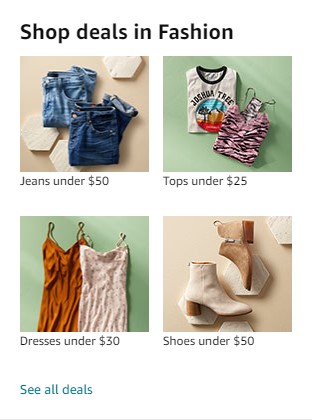 Shop deals in Fashion
JOSHUA TREE
Jeans under $50
Tops under $25
Dresses under $30
Shoes under $50
See all deals